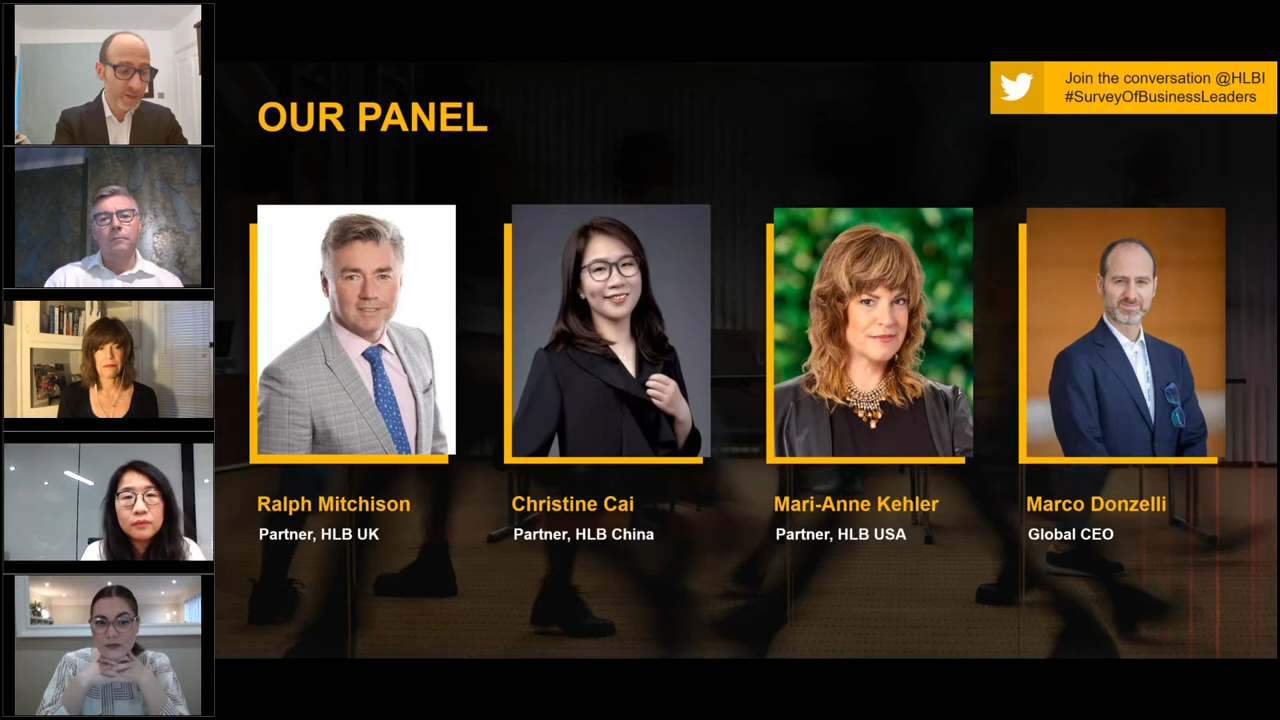 Join the conversation @HLBI
#SurveyOfBusinessLeaders
OUR PANEL
Ralph Mitchison
Partner, HLB UK
Christine Cai
Partner, HLB China
Mari-Anne Kehler
Partner, HLB USA
Marco Donzelli
Global CEO